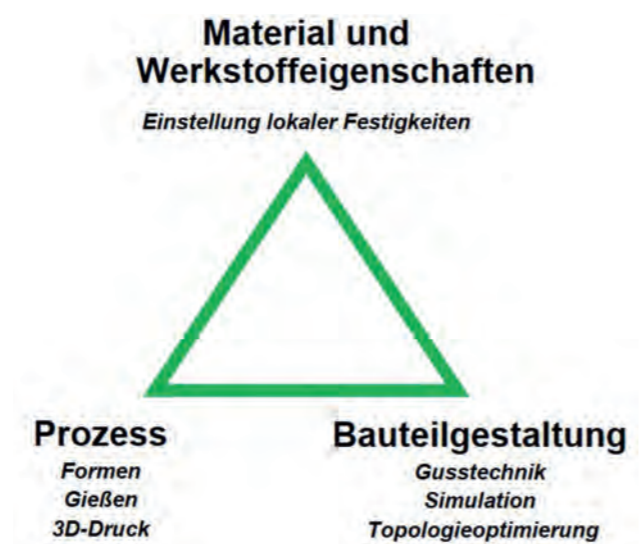 Material und
Werkstoffeigenschaften
Einstellung lokaler Festigkeiten
Prozess
Formen
Gießen
3D-Druck
Bauteilgestaltung
Gusstechnik
Simulation
Topologieoptimierung